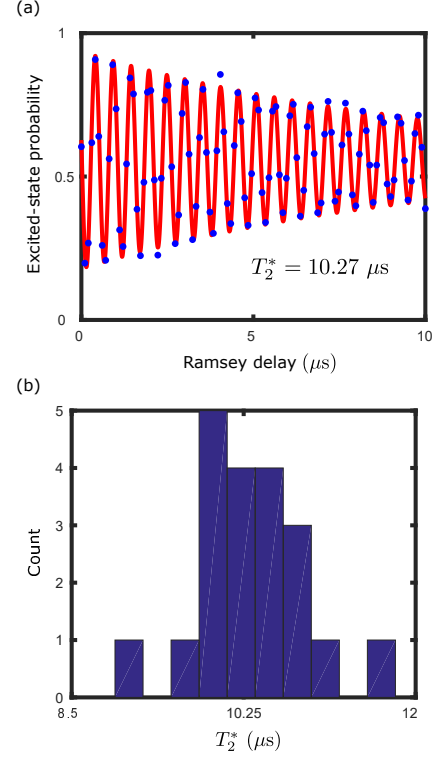 (a)
1
0.5
0
Excited-state probability
T₂* = 10.27 μs
0 5 10
Ramsey delay (μs)
(b)
5
4
3
2
1
0
Count
8.5 10.25 12
T₂* (μs)